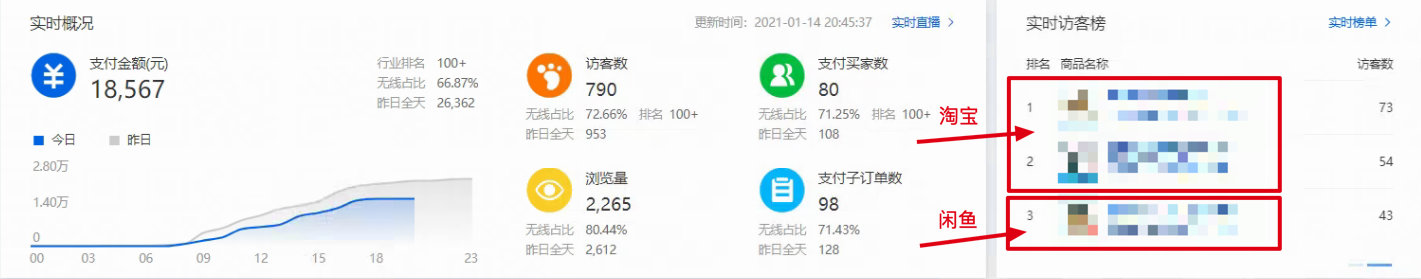 实时概况
更新时间：2021-01-14 20:45:37 实时直播 >
支付金额(元)
18,567
行业排名 100+
无线占比 66.87%
昨日全天 26,362
今日 昨日
2.80万
1.40万
0
00 03 06 09 12 15 18 23
访客数
790
无线占比 72.66% 排名 100+
昨日全天 953
支付买家数
80
无线占比 71.25% 排名 100+
昨日全天 108
浏览量
2,265
无线占比 80.44%
昨日全天 2,612
支付子订单数
98
无线占比 71.43%
昨日全天 128
淘宝
闲鱼
实时访客榜
实时榜单 >
排名 商品名称 访客数
1 73
2 54
3 43